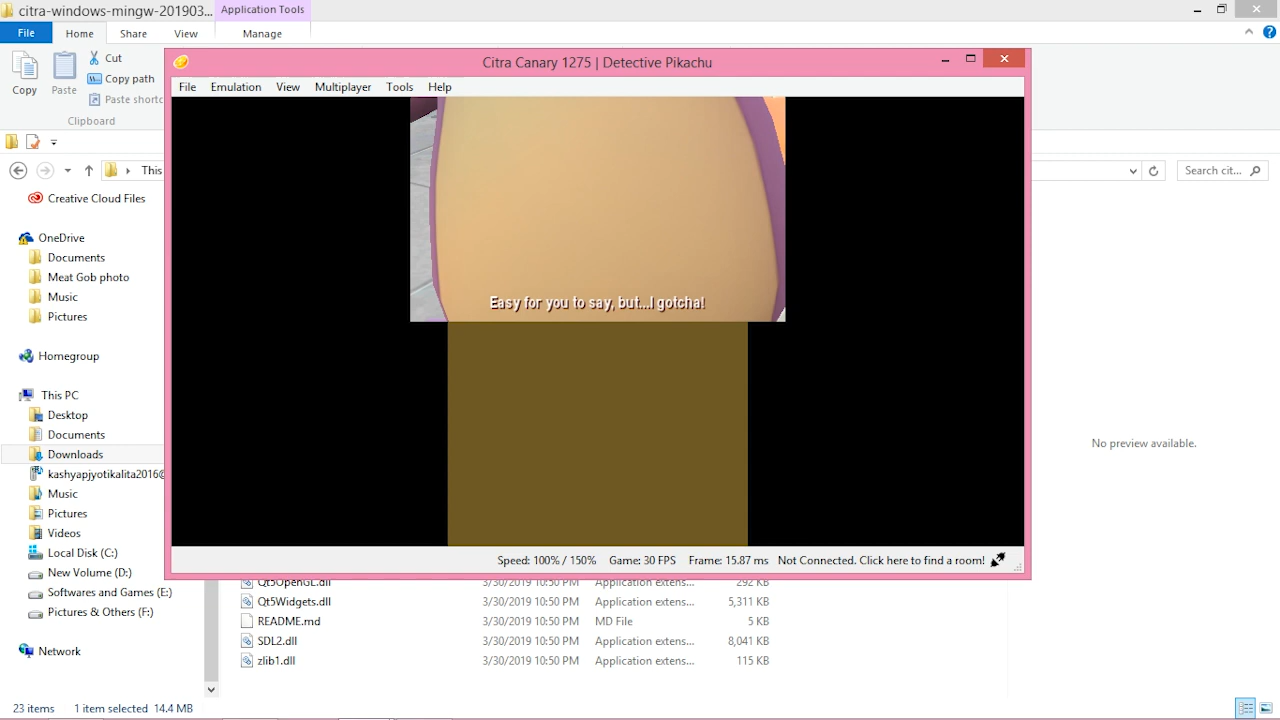 citra-windows-mingw-201903...
Application Tools
File
Home
Share
View
Manage
Copy
Paste
Cut
Copy path
Paste shortc
Clipboard
This
Search cit...
Creative Cloud Files
OneDrive
Documents
Meat Gob photo
Music
Pictures
Homegroup
This PC
Desktop
Documents
Downloads
kashyapjyotikalita2016@
Music
Pictures
Videos
Local Disk (C:)
New Volume (D:)
Softwares and Games (E:)
Pictures & Others (F:)
Network
Citra Canary 1275 | Detective Pikachu
File Emulation View Multiplayer Tools Help
Easy for you to say, but...I gotcha!
Speed: 100% / 150% Game: 30 FPS Frame: 15.87 ms Not Connected. Click here to find a room!
No preview available.
Qt5OpenGL.dll 3/30/2019 10:50 PM Application extens... 292 KB
Qt5Widgets.dll 3/30/2019 10:50 PM Application extens... 5,311 KB
README.md 3/30/2019 10:50 PM MD File 5 KB
SDL2.dll 3/30/2019 10:50 PM Application extens... 8,041 KB
zlib1.dll 3/30/2019 10:50 PM Application extens... 115 KB
23 items 1 item selected 14.4 MB